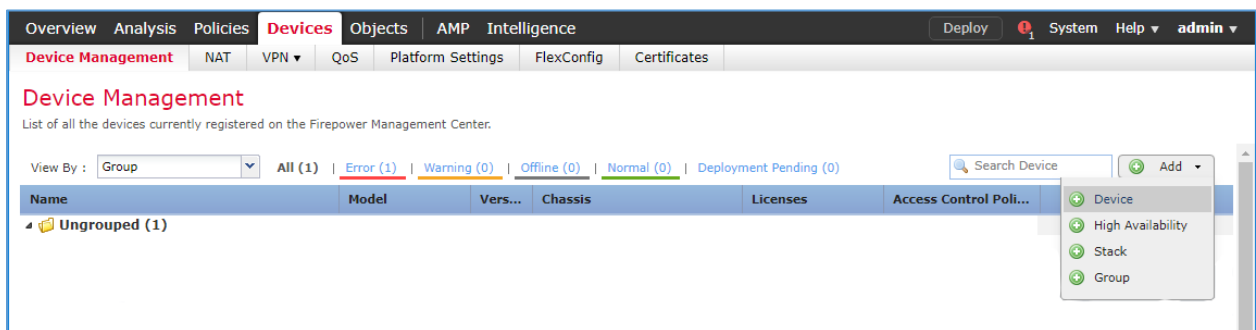 Overview Analysis Policies Devices Objects AMP Intelligence Deploy 1 System Help admin
Device Management NAT VPN QoS Platform Settings FlexConfig Certificates
Device Management
List of all the devices currently registered on the Firepower Management Center.
View By : Group All (1) | Error (1) | Warning (0) | Offline (0) | Normal (0) | Deployment Pending (0) Search Device Add
Name Model Vers... Chassis Licenses Access Control Poli...
Ungrouped (1)
Device
High Availability
Stack
Group